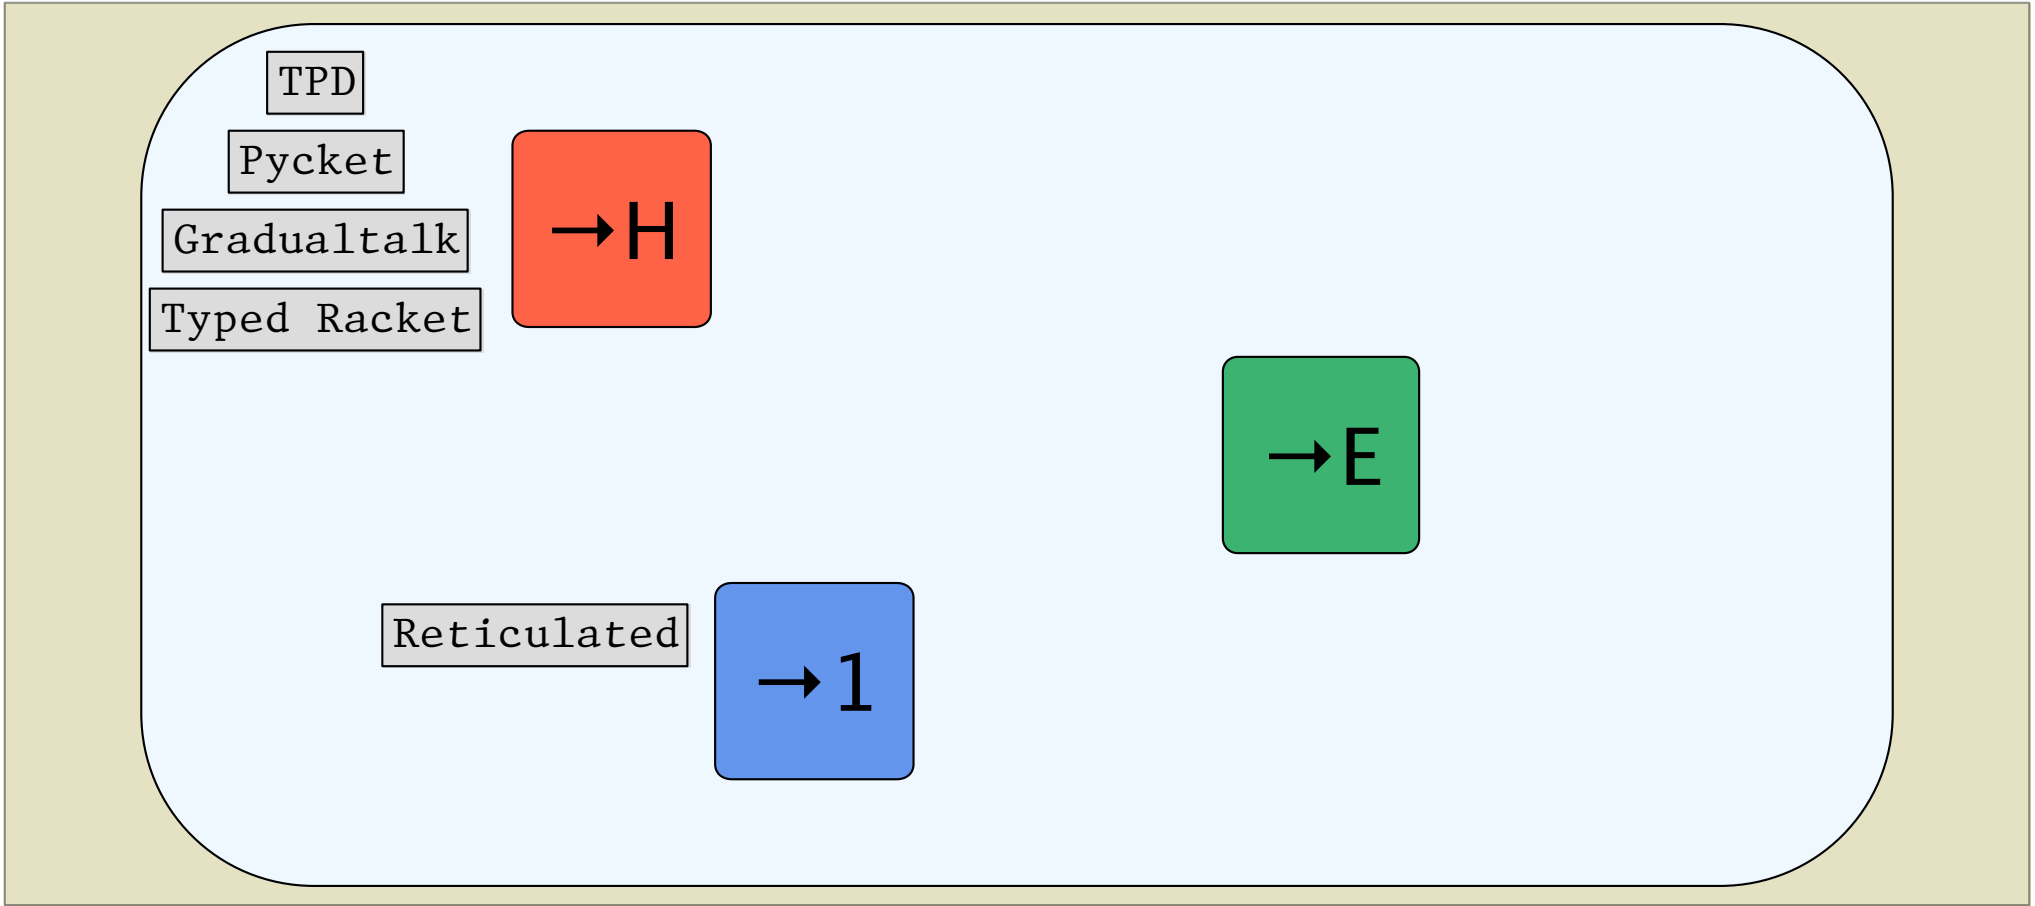 TPD
Pycket
Gradualtalk
Typed Racket
→H
→E
Reticulated
→1